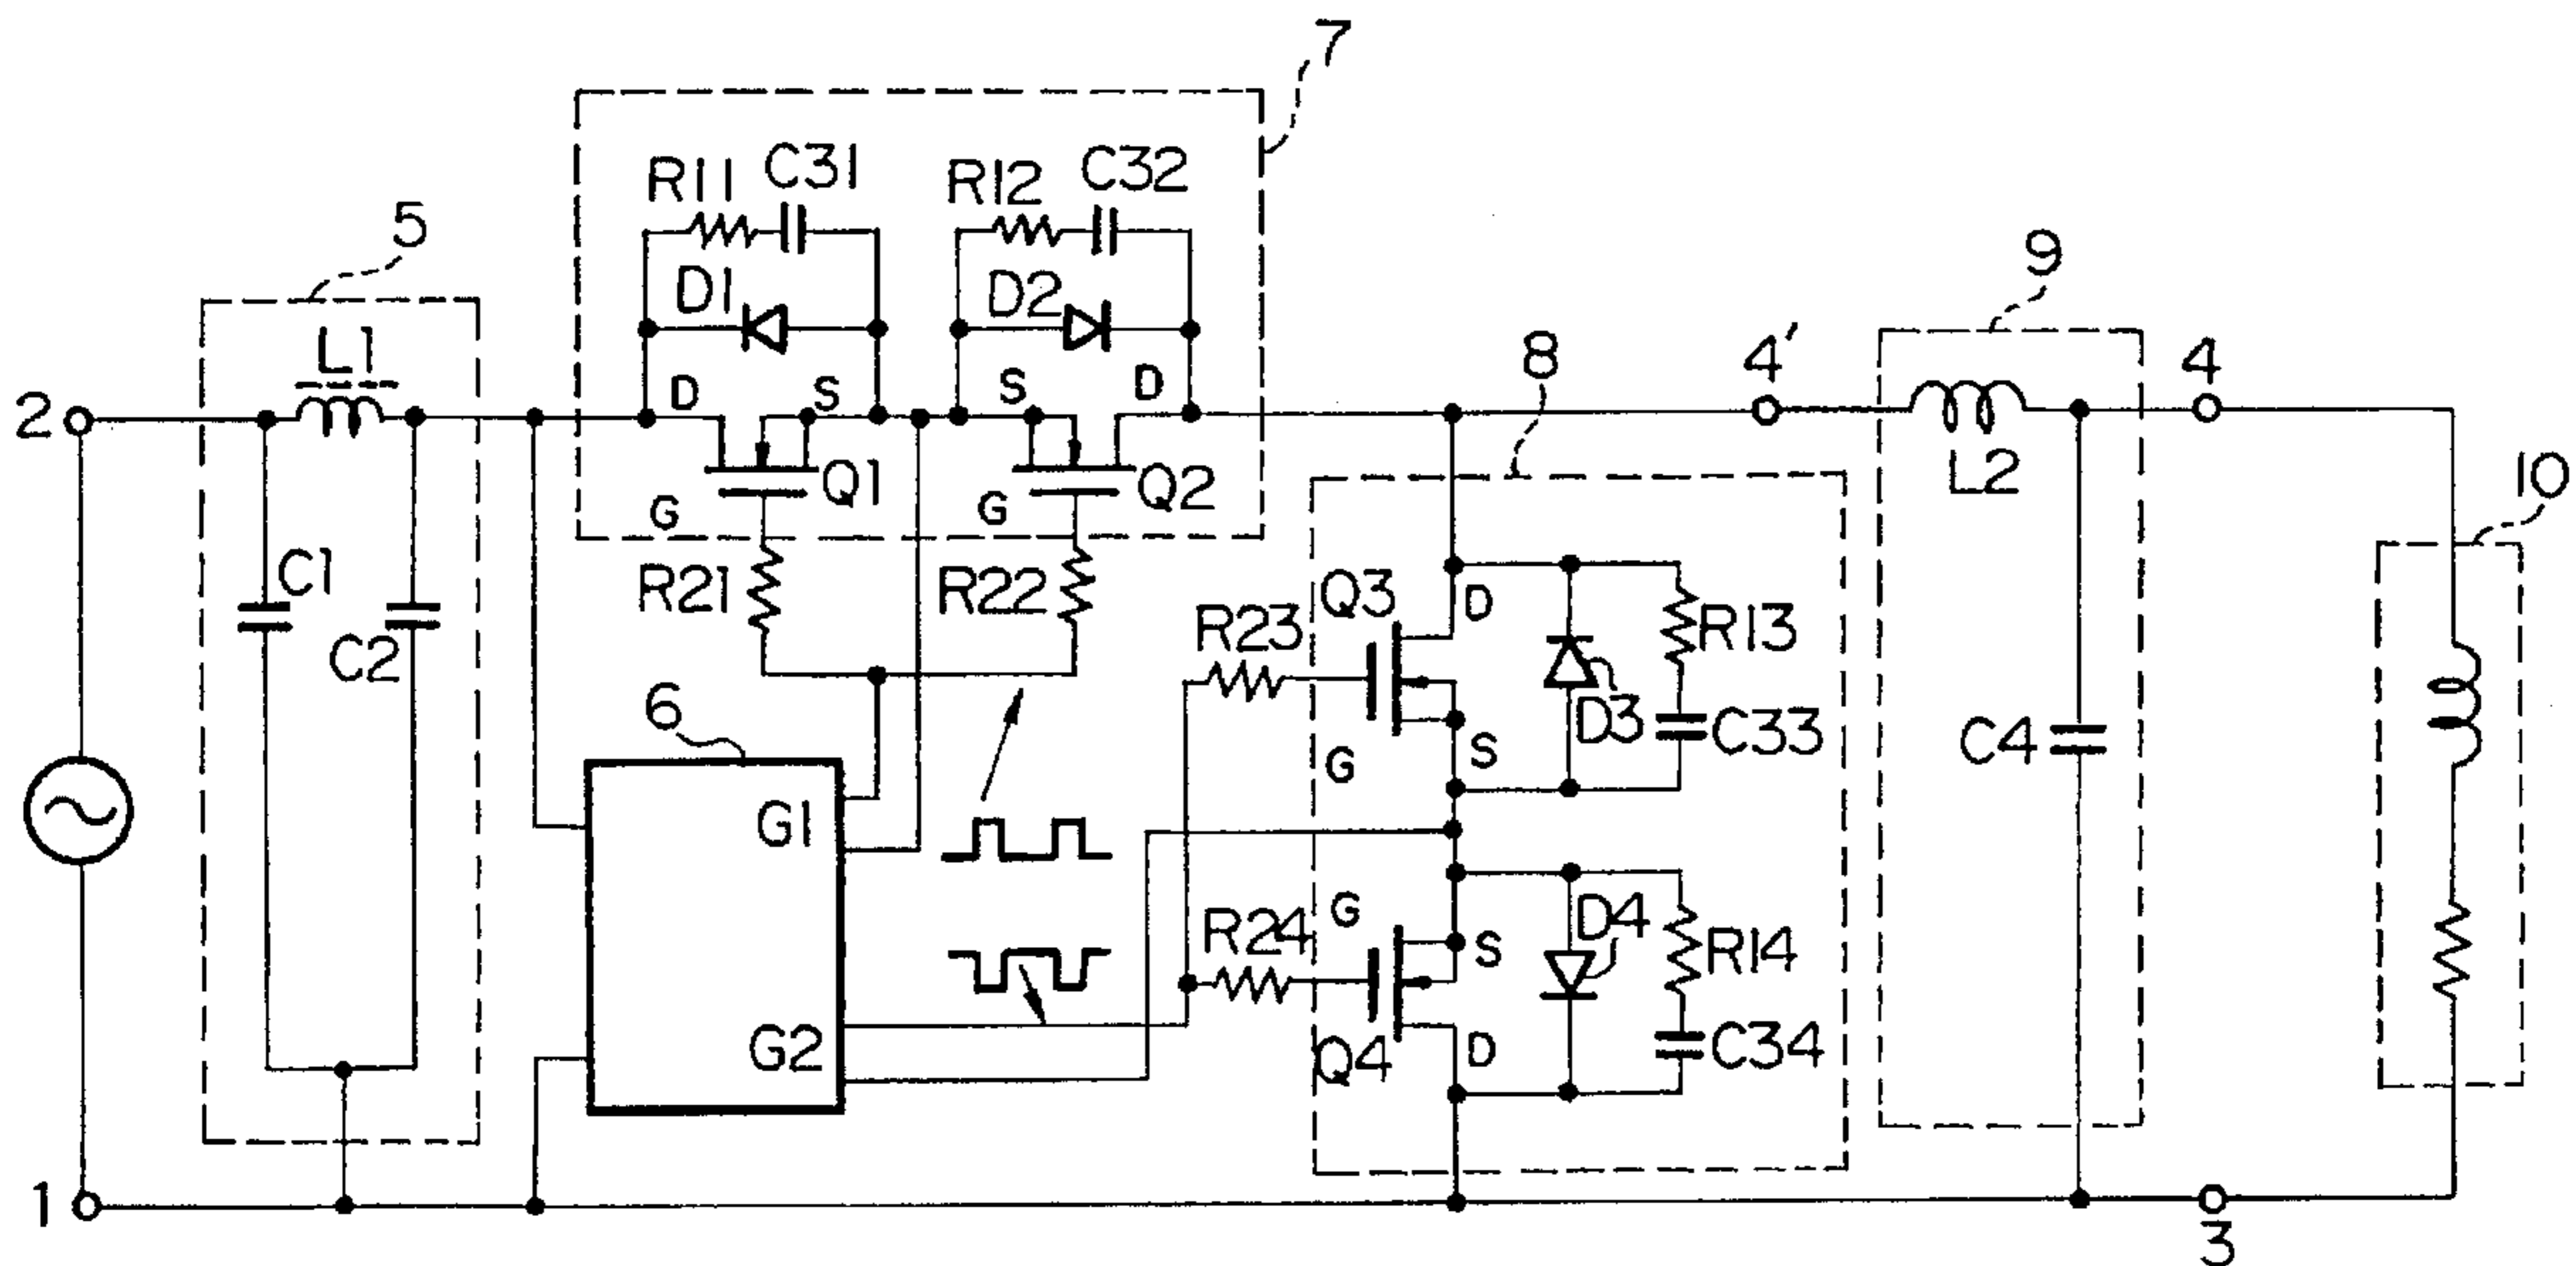 7
R11 C31 R12 C32
5
D1 D2
9
L1
8
4' 4
D S S D
2
Q1 Q2
G G
L2
10
C1
R21 R22
Q3 D
R23 R13
C2
6
D3 C33
G S
C4
G1
G D4
R24 S R14
G2
Q4 D C34
1
3